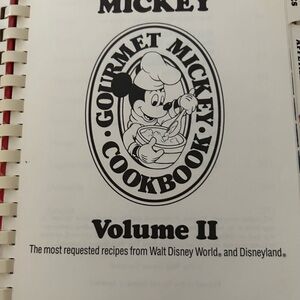 MICKEY
• GOURMET MICKEY •
COOKBOOK
Volume II
The most requested recipes from Walt Disney World® and Disneyland®.